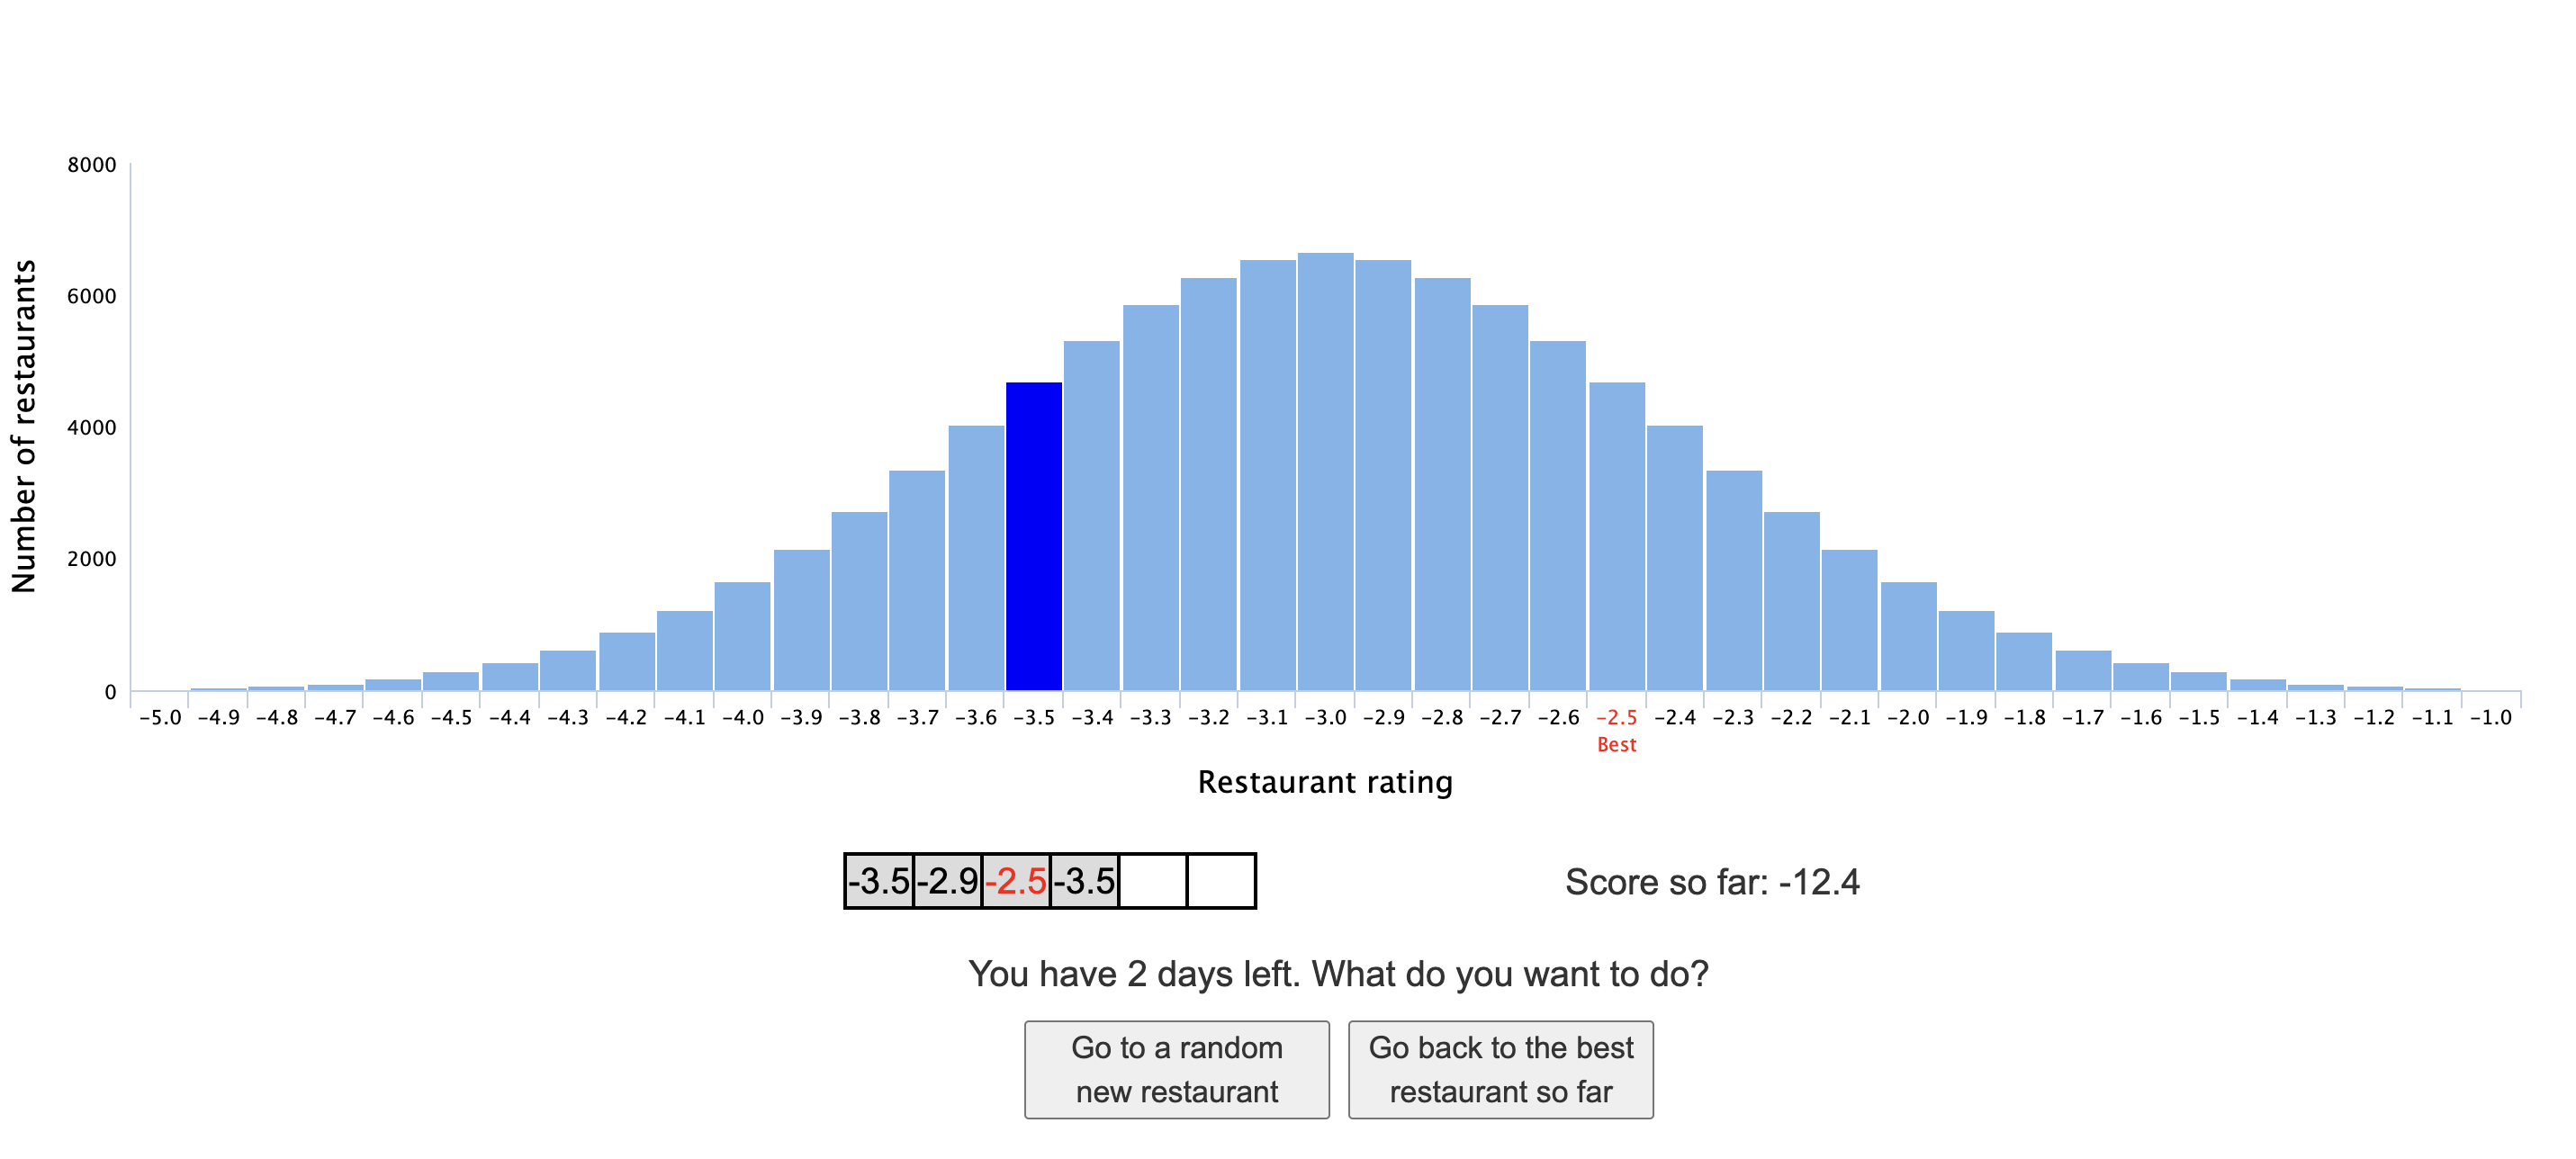 8000
6000
4000
2000
0
Number of restaurants
−5.0 −4.9 −4.8 −4.7 −4.6 −4.5 −4.4 −4.3 −4.2 −4.1 −4.0 −3.9 −3.8 −3.7 −3.6 −3.5 −3.4 −3.3 −3.2 −3.1 −3.0 −2.9 −2.8 −2.7 −2.6 −2.5 −2.4 −2.3 −2.2 −2.1 −2.0 −1.9 −1.8 −1.7 −1.6 −1.5 −1.4 −1.3 −1.2 −1.1 −1.0
Best
Restaurant rating
-3.5 -2.9 -2.5 -3.5
Score so far: -12.4
You have 2 days left. What do you want to do?
Go to a random
new restaurant
Go back to the best
restaurant so far